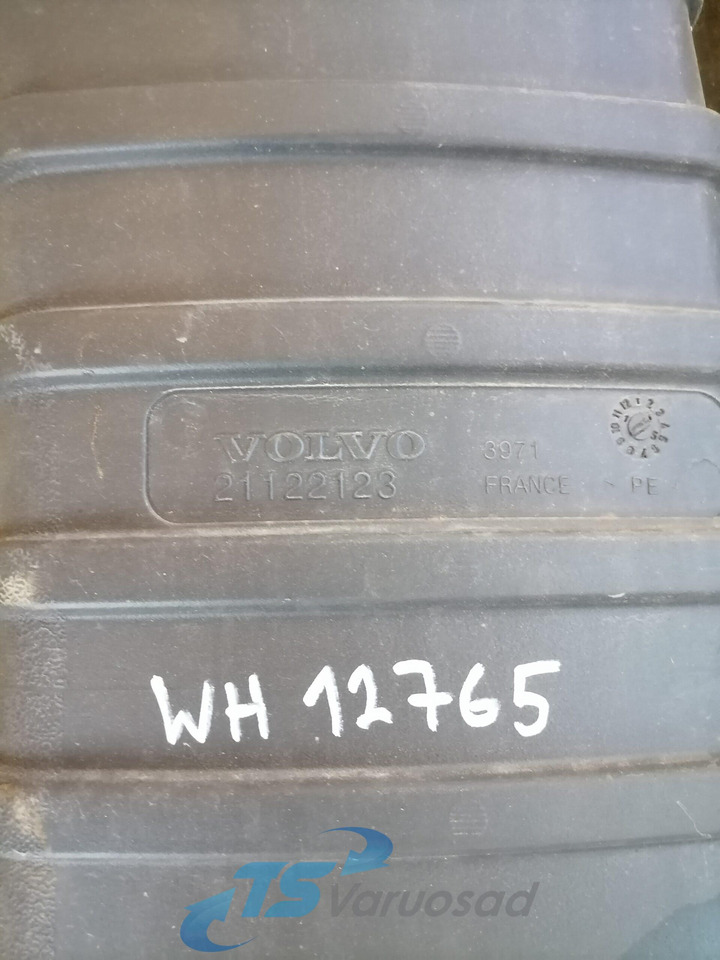 VOLVO 3971
21122123 FRANCE PE
WH 12765
TS Varuosad